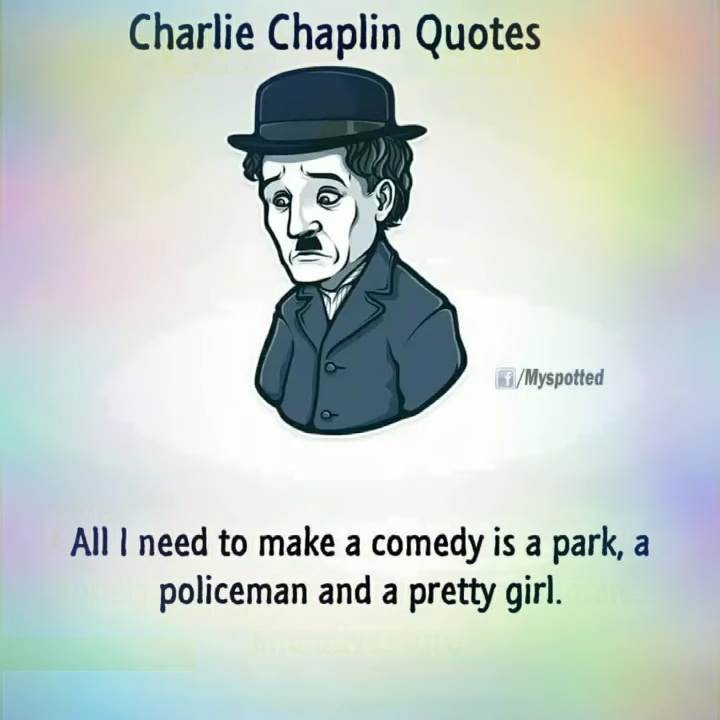 Charlie Chaplin Quotes
f/Myspotted
All I need to make a comedy is a park, a
policeman and a pretty girl.